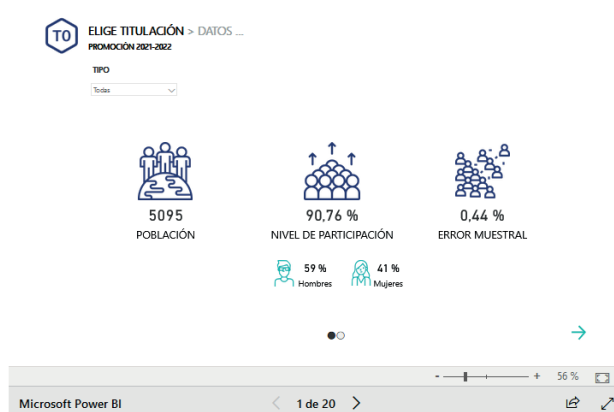 T0
ELIGE TITULACIÓN > DATOS ...
PROMOCIÓN 2021-2022
TIPO
Todas
5095
POBLACIÓN
90,76 %
NIVEL DE PARTICIPACIÓN
0,44 %
ERROR MUESTRAL
59 %
Hombres
41 %
Mujeres
- + 56 %
Microsoft Power BI
1 de 20